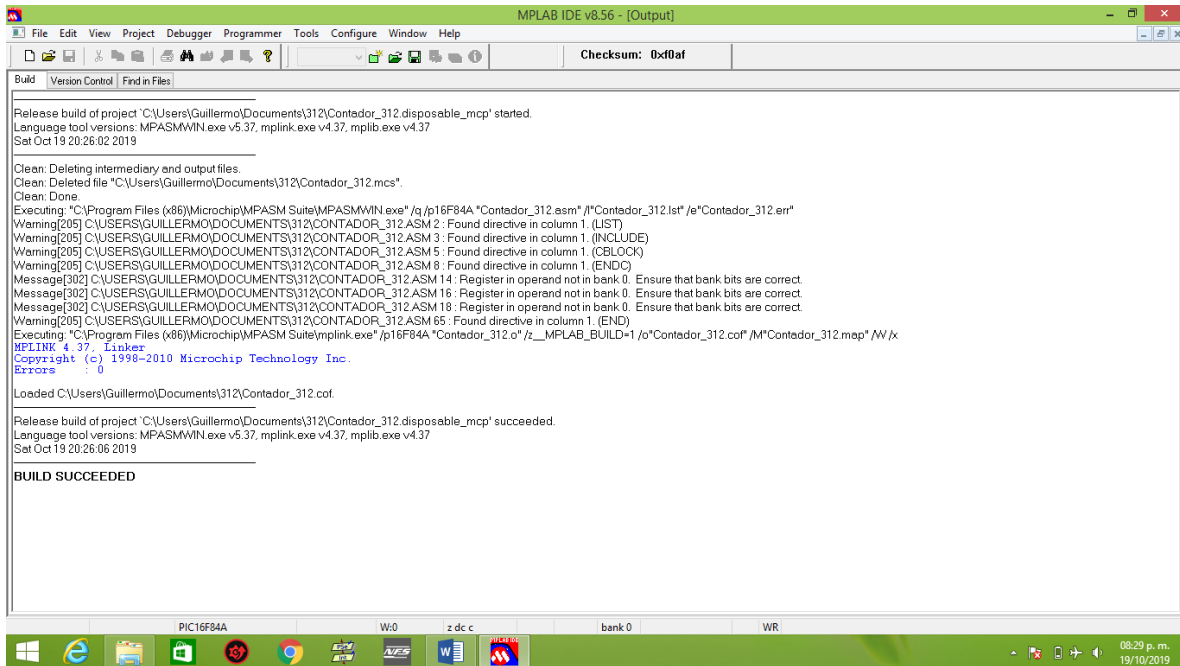 MPLAB IDE v8.56 - [Output]
File Edit View Project Debugger Programmer Tools Configure Window Help
Checksum: 0xf0af
Build Version Control Find in Files
Release build of project `C:\Users\Guillermo\Documents\312\Contador_312.disposable_mcp' started.
Language tool versions: MPASMWIN.exe v5.37, mplink.exe v4.37, mplib.exe v4.37
Sat Oct 19 20:26:02 2019
Clean: Deleting intermediary and output files.
Clean: Deleted file "C:\Users\Guillermo\Documents\312\Contador_312.mcs".
Clean: Done.
Executing: "C:\Program Files (x86)\Microchip\MPASM Suite\MPASMWIN.exe" /q /p16F84A "Contador_312.asm" /l"Contador_312.lst" /e"Contador_312.err"
Warning[205] C:\USERS\GUILLERMO\DOCUMENTS\312\CONTADOR_312.ASM 2 : Found directive in column 1. (LIST)
Warning[205] C:\USERS\GUILLERMO\DOCUMENTS\312\CONTADOR_312.ASM 3 : Found directive in column 1. (INCLUDE)
Warning[205] C:\USERS\GUILLERMO\DOCUMENTS\312\CONTADOR_312.ASM 5 : Found directive in column 1. (CBLOCK)
Warning[205] C:\USERS\GUILLERMO\DOCUMENTS\312\CONTADOR_312.ASM 8 : Found directive in column 1. (ENDC)
Message[302] C:\USERS\GUILLERMO\DOCUMENTS\312\CONTADOR_312.ASM 14 : Register in operand not in bank 0. Ensure that bank bits are correct.
Message[302] C:\USERS\GUILLERMO\DOCUMENTS\312\CONTADOR_312.ASM 16 : Register in operand not in bank 0. Ensure that bank bits are correct.
Message[302] C:\USERS\GUILLERMO\DOCUMENTS\312\CONTADOR_312.ASM 18 : Register in operand not in bank 0. Ensure that bank bits are correct.
Warning[205] C:\USERS\GUILLERMO\DOCUMENTS\312\CONTADOR_312.ASM 65 : Found directive in column 1. (END)
Executing: "C:\Program Files (x86)\Microchip\MPASM Suite\mplink.exe" /p16F84A "Contador_312.o" /z__MPLAB_BUILD=1 /o"Contador_312.cof" /M"Contador_312.map" /W /x
MPLINK 4.37, Linker
Copyright (c) 1998-2010 Microchip Technology Inc.
Errors : 0
Loaded C:\Users\Guillermo\Documents\312\Contador_312.cof.
Release build of project `C:\Users\Guillermo\Documents\312\Contador_312.disposable_mcp' succeeded.
Language tool versions: MPASMWIN.exe v5.37, mplink.exe v4.37, mplib.exe v4.37
Sat Oct 19 20:26:06 2019
BUILD SUCCEEDED
PIC16F84A W:0 z dc c bank 0 WR
NFS
08:29 p. m.
19/10/2019